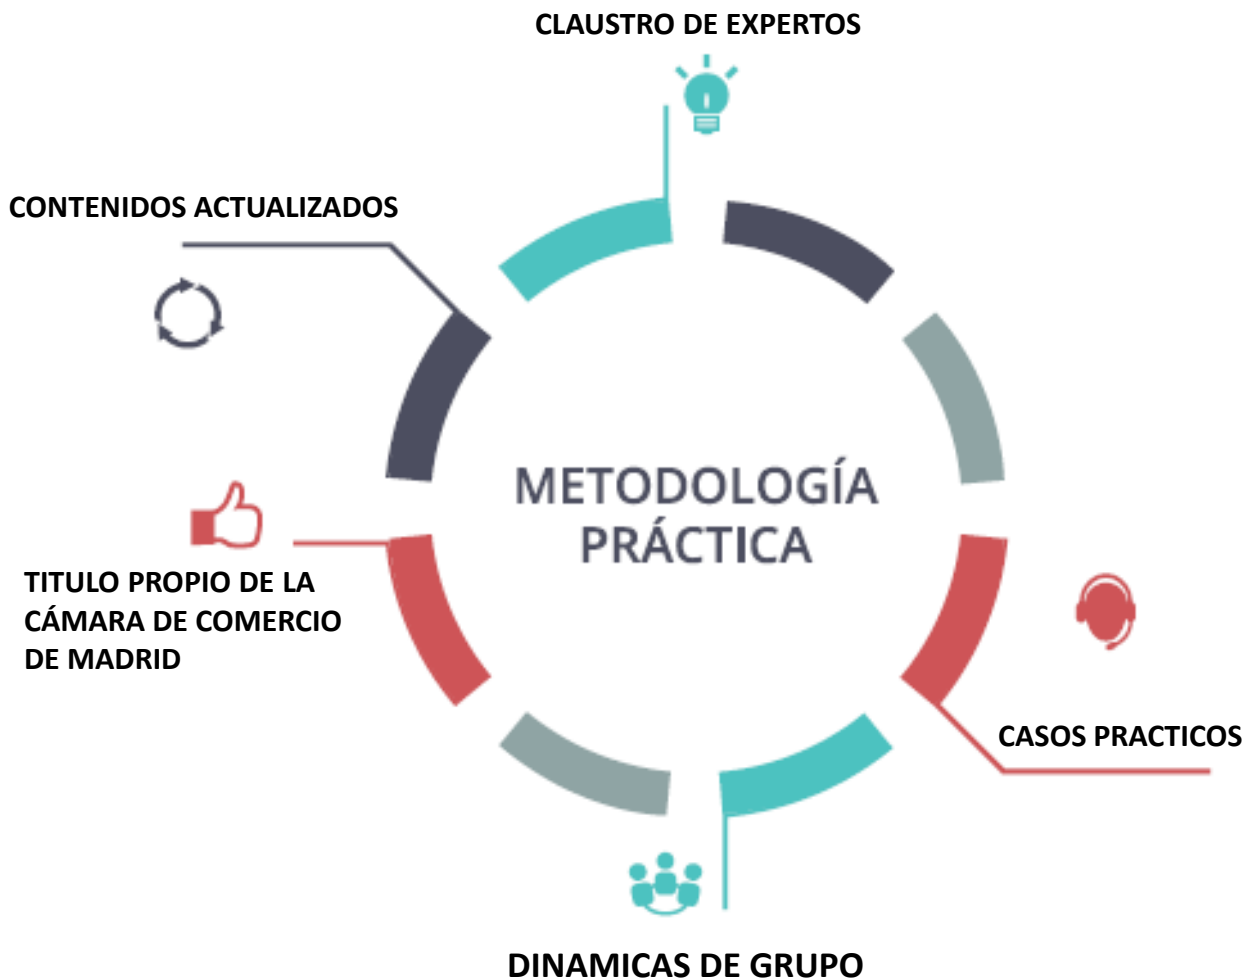 CLAUSTRO DE EXPERTOS
CONTENIDOS ACTUALIZADOS
METODOLOGÍA
PRÁCTICA
TITULO PROPIO DE LA
CÁMARA DE COMERCIO
DE MADRID
CASOS PRACTICOS
DINAMICAS DE GRUPO